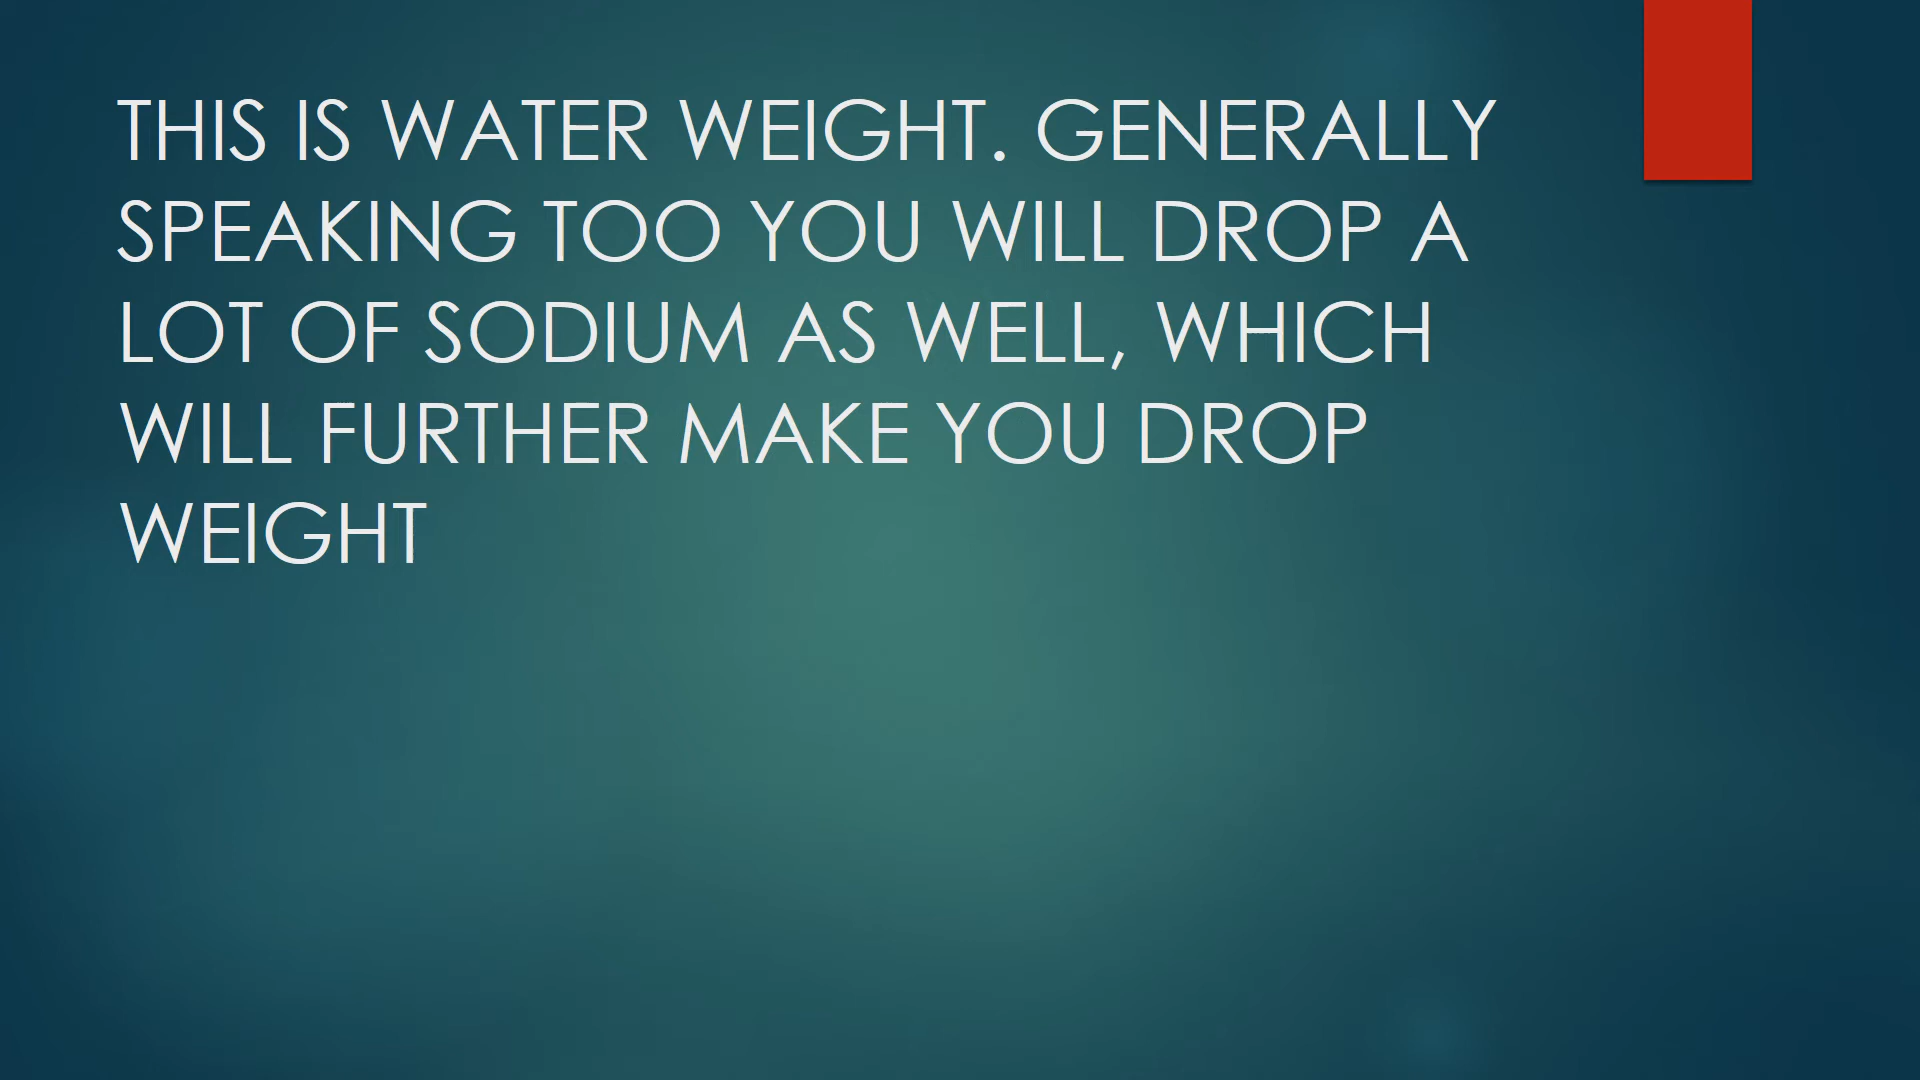 THIS IS WATER WEIGHT. GENERALLY
SPEAKING TOO YOU WILL DROP A
LOT OF SODIUM AS WELL, WHICH
WILL FURTHER MAKE YOU DROP
WEIGHT